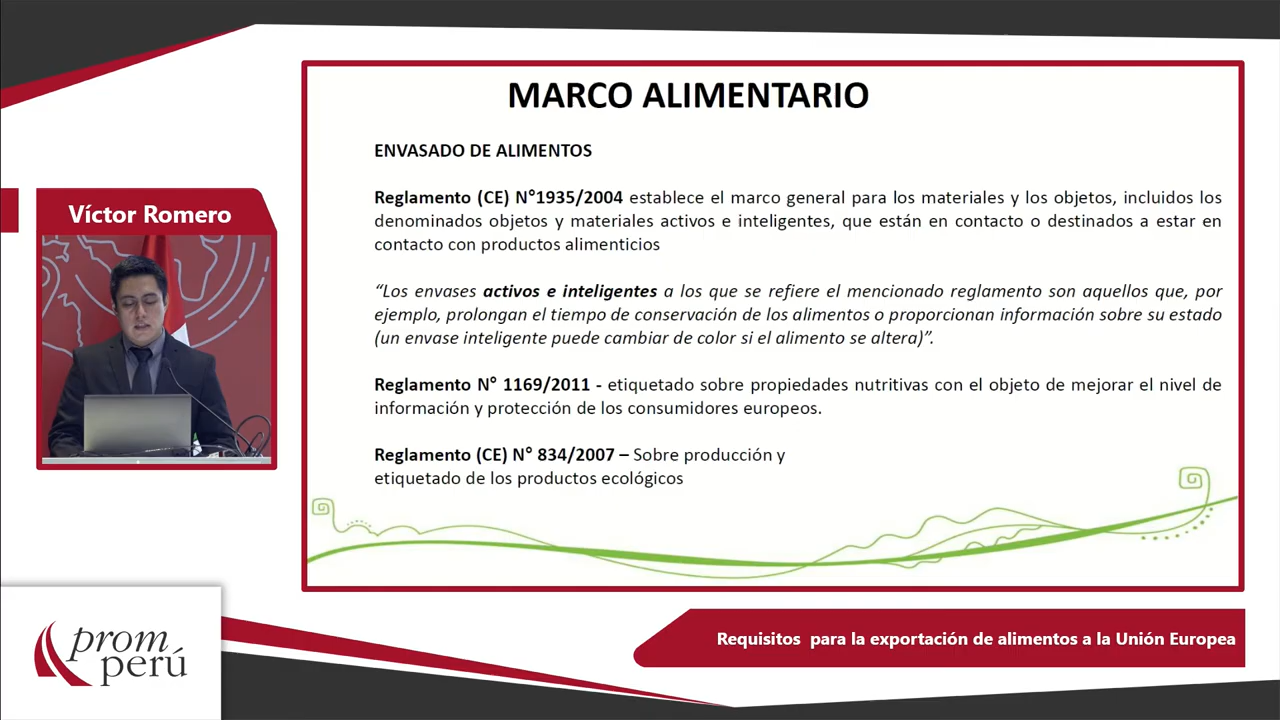 MARCO ALIMENTARIO
ENVASADO DE ALIMENTOS
Reglamento (CE) N°1935/2004 establece el marco general para los materiales y los objetos, incluidos los
denominados objetos y materiales activos e inteligentes, que están en contacto o destinados a estar en
contacto con productos alimenticios
“Los envases activos e inteligentes a los que se refiere el mencionado reglamento son aquellos que, por
ejemplo, prolongan el tiempo de conservación de los alimentos o proporcionan información sobre su estado
(un envase inteligente puede cambiar de color si el alimento se altera)”.
Reglamento N° 1169/2011 - etiquetado sobre propiedades nutritivas con el objeto de mejorar el nivel de
información y protección de los consumidores europeos.
Reglamento (CE) N° 834/2007 – Sobre producción y
etiquetado de los productos ecológicos
Víctor Romero
prom
perú
Requisitos para la exportación de alimentos a la Unión Europea